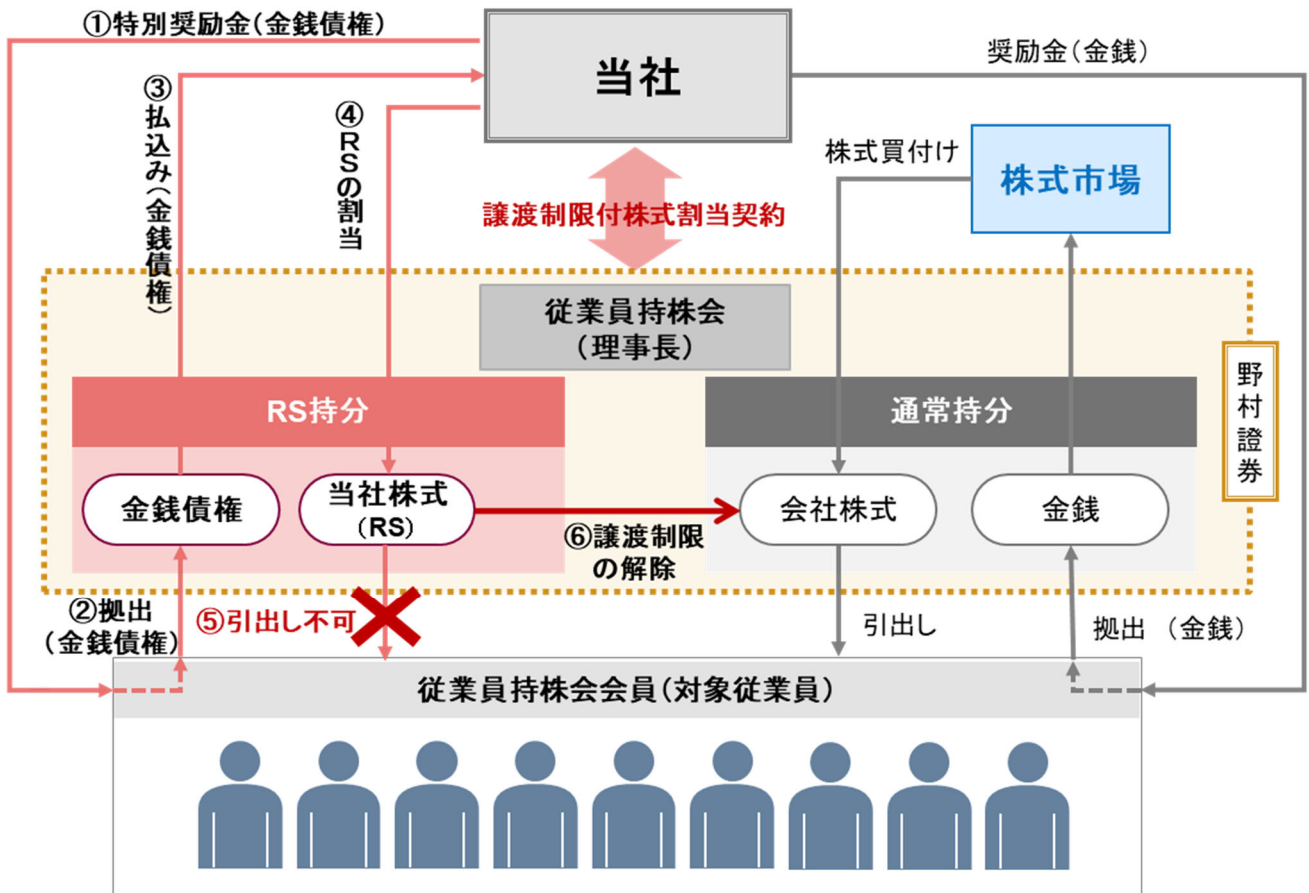 ①特別奨励金(金銭債権)
当社
奨励金(金銭)
③払込み(金銭債権)
④RSの割当
株式買付け
株式市場
譲渡制限付株式割当契約
従業員持株会
(理事長)
野村證券
RS持分
通常持分
金銭債権
当社株式
(RS)
会社株式
金銭
⑥譲渡制限
の解除
②拠出
(金銭債権)
⑤引出し不可
引出し
拠出 (金銭)
従業員持株会会員(対象従業員)